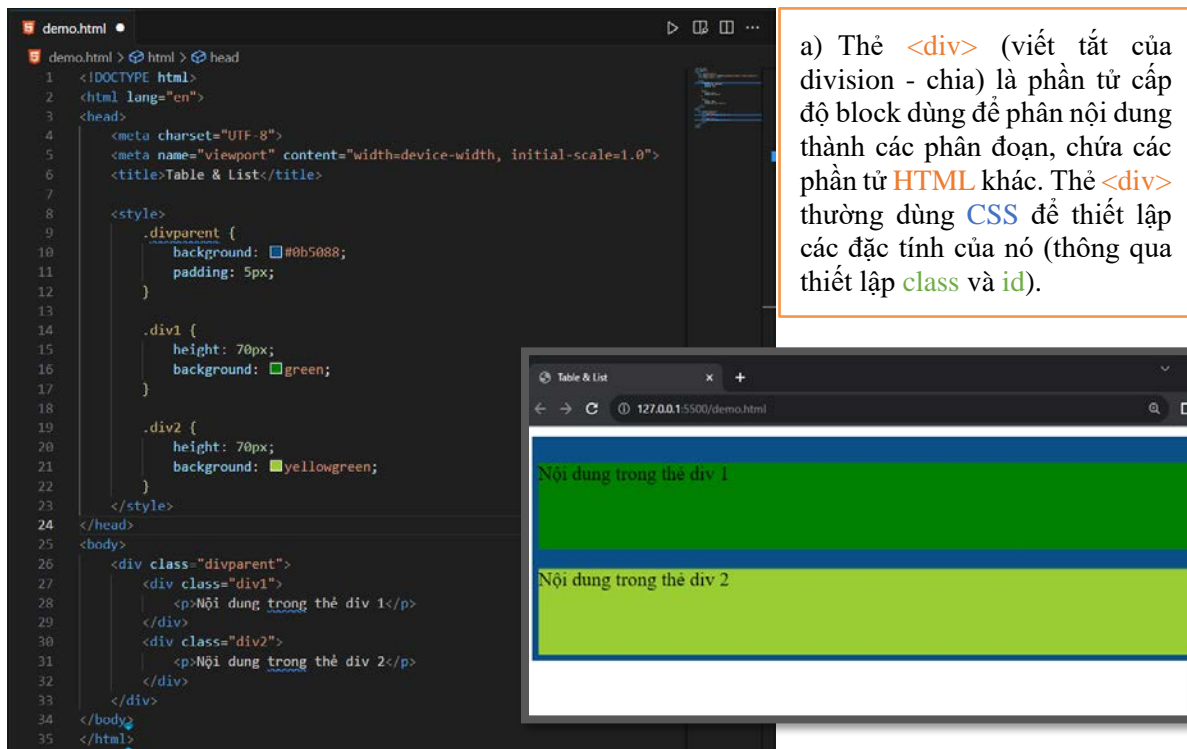 demo.html
demo.html > html > head
1 <!DOCTYPE html>
2 <html lang="en">
3 <head>
4 <meta charset="UTF-8">
5 <meta name="viewport" content="width=device-width, initial-scale=1.0">
6 <title>Table & List</title>
7
8 <style>
9 .divparent {
10 background: #0b5088;
11 padding: 5px;
12 }
13
14 .div1 {
15 height: 70px;
16 background: green;
17 }
18
19 .div2 {
20 height: 70px;
21 background: yellowgreen;
22 }
23 </style>
24 </head>
25 <body>
26 <div class="divparent">
27 <div class="div1">
28 <p>Nội dung trong thẻ div 1</p>
29 </div>
30 <div class="div2">
31 <p>Nội dung trong thẻ div 2</p>
32 </div>
33 </div>
34 </body>
35 </html>
a) Thẻ <div> (viết tắt của
division - chia) là phần tử cấp
độ block dùng để phân nội dung
thành các phân đoạn, chứa các
phần tử HTML khác. Thẻ <div>
thường dùng CSS để thiết lập
các đặc tính của nó (thông qua
thiết lập class và id).
Table & List
127.0.0.1:5500/demo.html
Nội dung trong thẻ div 1
Nội dung trong thẻ div 2